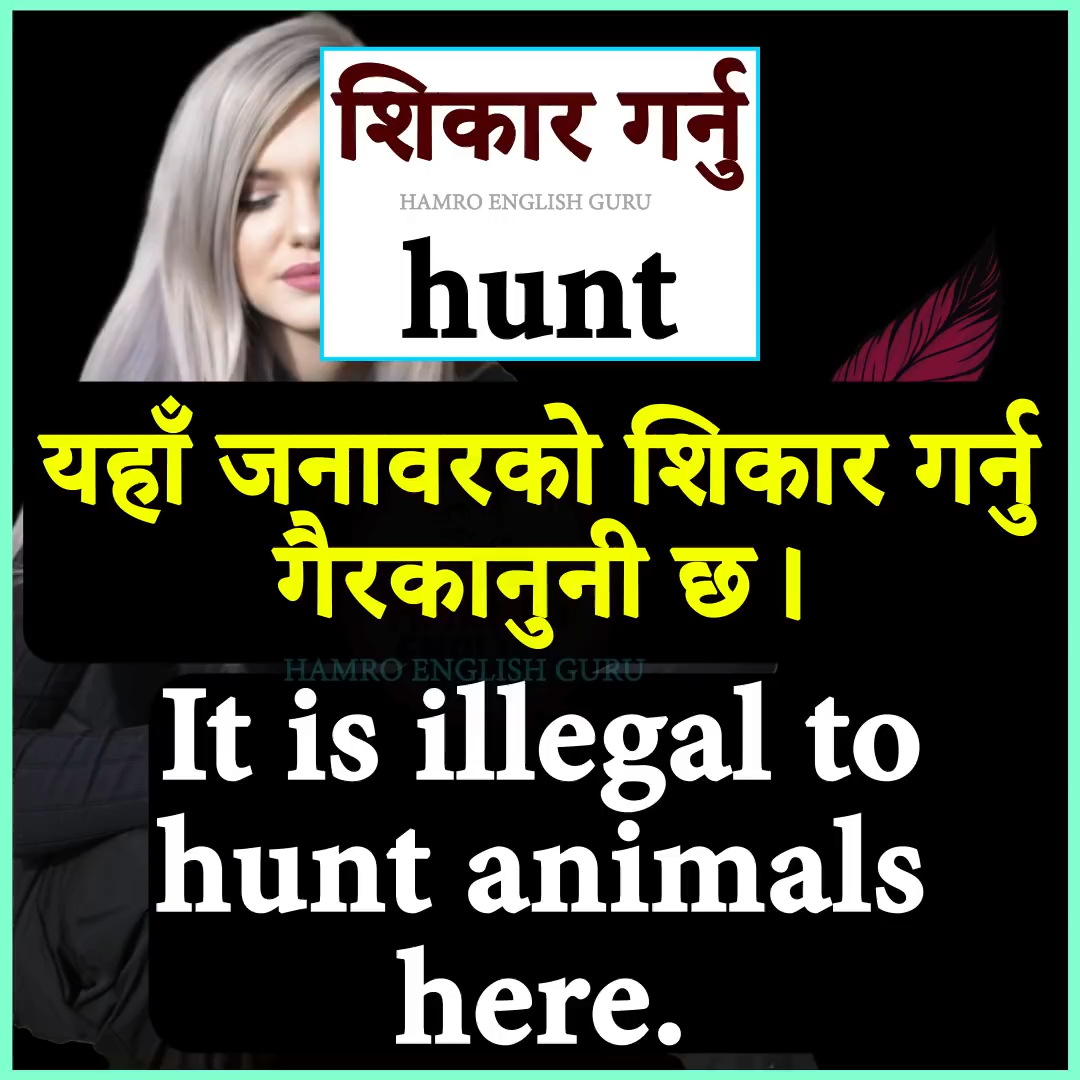 शिकार गर्नु
HAMRO ENGLISH GURU
hunt
यहाँ जनावरको शिकार गर्नु
गैरकानुनी छ।
HAMRO ENGLISH GURU
It is illegal to
hunt animals
here.